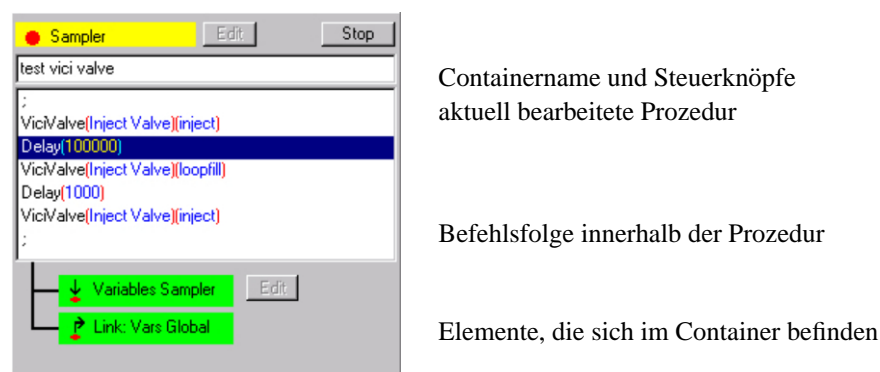 Sampler Edit Stop
test vici valve
Containername und Steuerknöpfe
aktuell bearbeitete Prozedur
;
ViciValve(Inject Valve)(inject)
Delay(100000)
ViciValve(Inject Valve)(loopfill)
Delay(1000)
ViciValve(Inject Valve)(inject)
;
Befehlsfolge innerhalb der Prozedur
Variables Sampler Edit
Link: Vars Global
Elemente, die sich im Container befinden